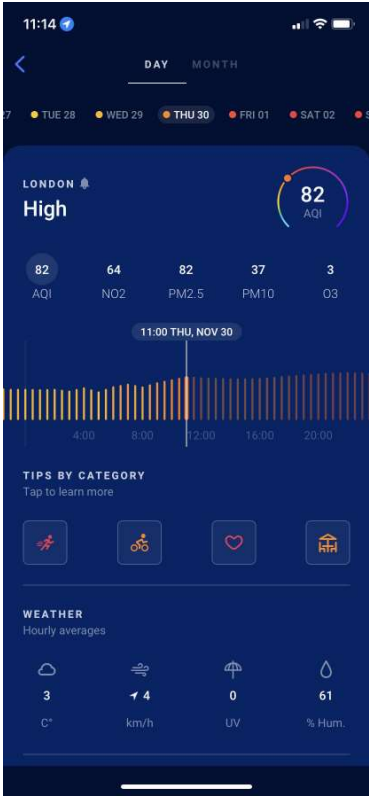 11:14
DAY MONTH
27 TUE 28 WED 29 THU 30 FRI 01 SAT 02 S
LONDON
High
82
AQI
82 64 82 37 3
AQI NO2 PM2.5 PM10 O3
11:00 THU, NOV 30
4:00 8:00 12:00 16:00 20:00
TIPS BY CATEGORY
Tap to learn more
WEATHER
Hourly averages
3 4 0 61
C° km/h UV % Hum.